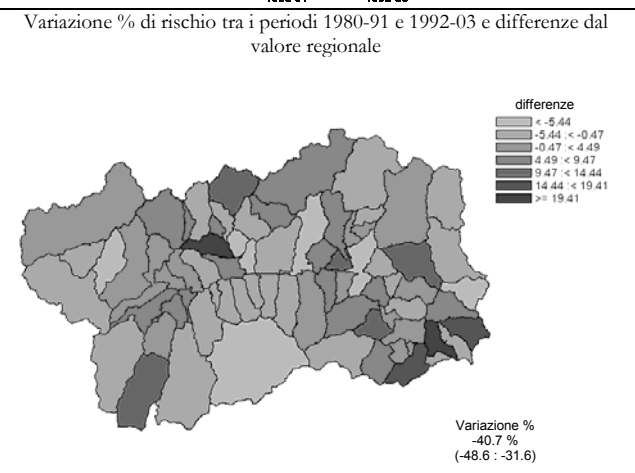 Variazione % di rischio tra i periodi 1980-91 e 1992-03 e differenze dal
valore regionale
differenze
< -5.44
-5.44 :< -0.47
-0.47 :< 4.49
4.49 :< 9.47
9.47 :< 14.44
14.44 :< 19.41
>= 19.41
Variazione %
-40.7 %
(-48.6 : -31.6)